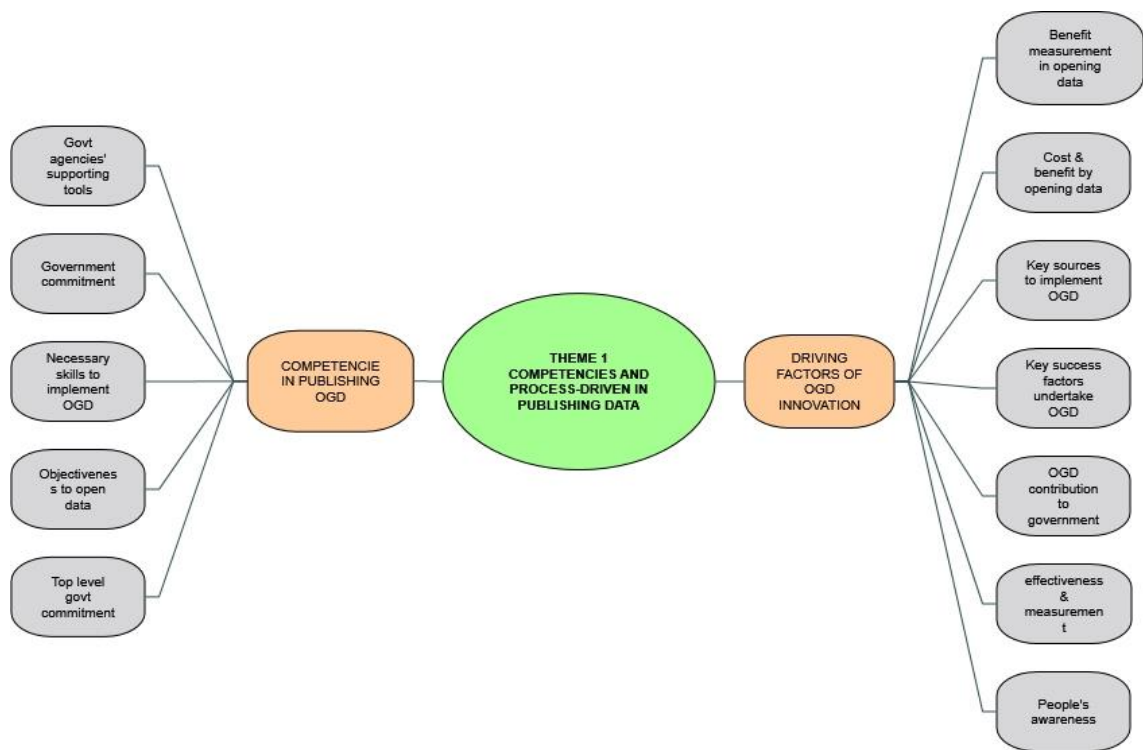 Govt
agencies'
supporting
tools
Government
commitment
Necessary
skills to
implement
OGD
Objectivenes
s to open
data
Top level
govt
commitment
COMPETENCIE
IN PUBLISHING
OGD
THEME 1
COMPETENCIES AND
PROCESS-DRIVEN IN
PUBLISHING DATA
DRIVING
FACTORS OF
OGD
INNOVATION
Benefit
measurement
in opening
data
Cost &
benefit by
opening data
Key sources
to implement
OGD
Key success
factors
undertake
OGD
OGD
contribution
to
government
effectiveness
&
measuremen
t
People's
awareness